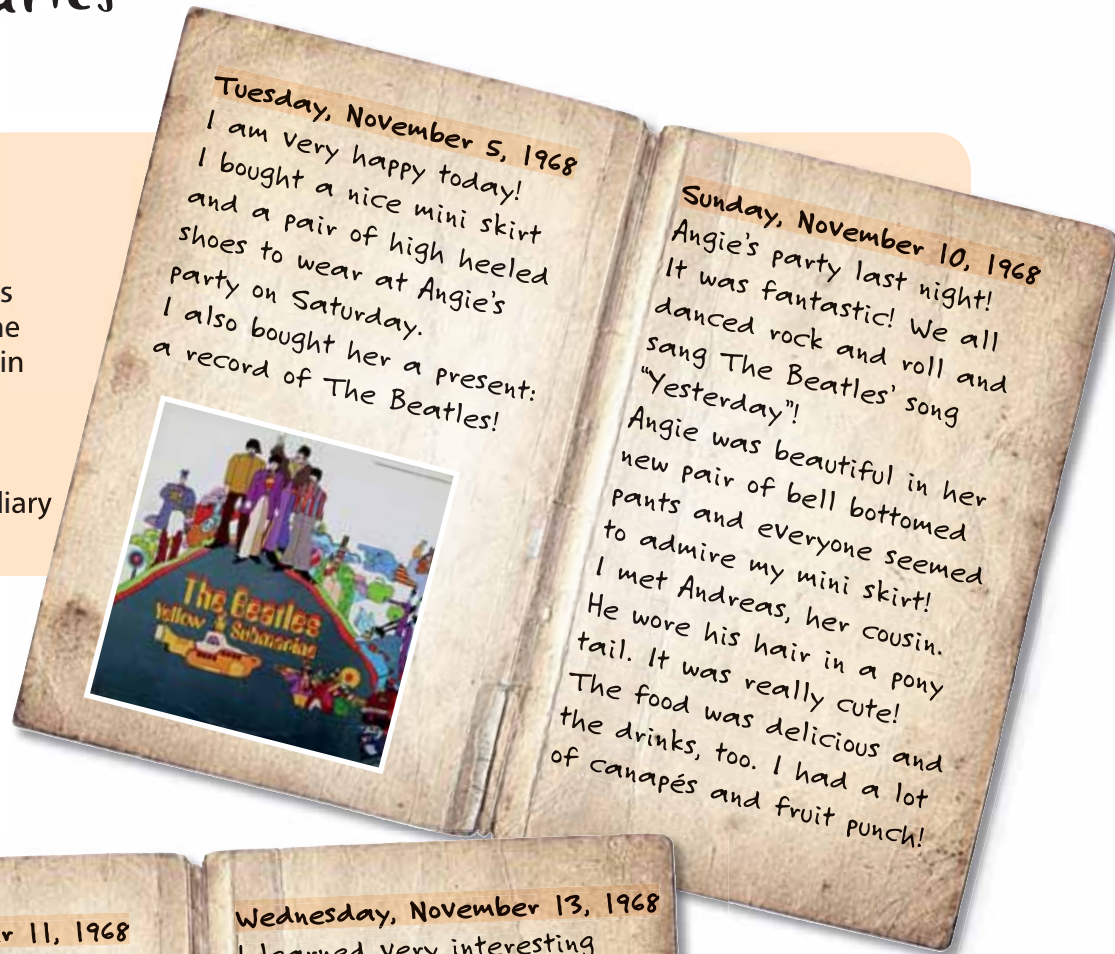 Tuesday, November 5, 1968
I am very happy today!
I bought a nice mini skirt
and a pair of high heeled
shoes to wear at Angie's
party on Saturday.
I also bought her a present:
a record of The Beatles!
The Beatles
Yellow Submarine
Sunday, November 10, 1968
Angie's party last night!
It was fantastic! We all
danced rock and roll and
sang The Beatles' song
"Yesterday"!
Angie was beautiful in her
new pair of bell bottomed
pants and everyone seemed
to admire my mini skirt!
I met Andreas, her cousin.
He wore his hair in a pony
tail. It was really cute!
The food was delicious and
the drinks, too. I had a lot
of canapés and fruit punch!
in
diary
11, 1968
Wednesday, November 13, 1968
I learned very interesting